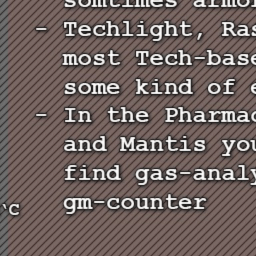 somtimes armo
- Techlight, Ras
most Tech-base
some kind of e
- In the Pharmac
and Mantis you
find gas-analy
gm-counter
°C